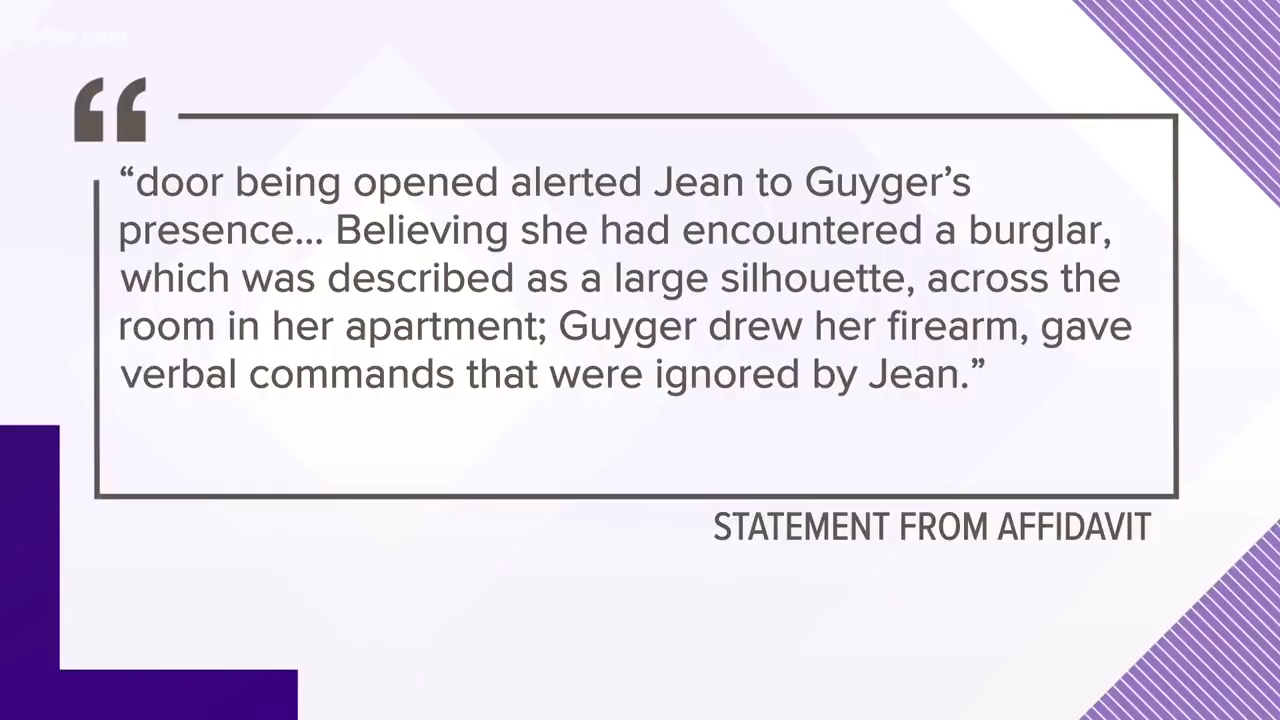 “door being opened alerted Jean to Guyger’s
presence... Believing she had encountered a burglar,
which was described as a large silhouette, across the
room in her apartment; Guyger drew her firearm, gave
verbal commands that were ignored by Jean.”
STATEMENT FROM AFFIDAVIT